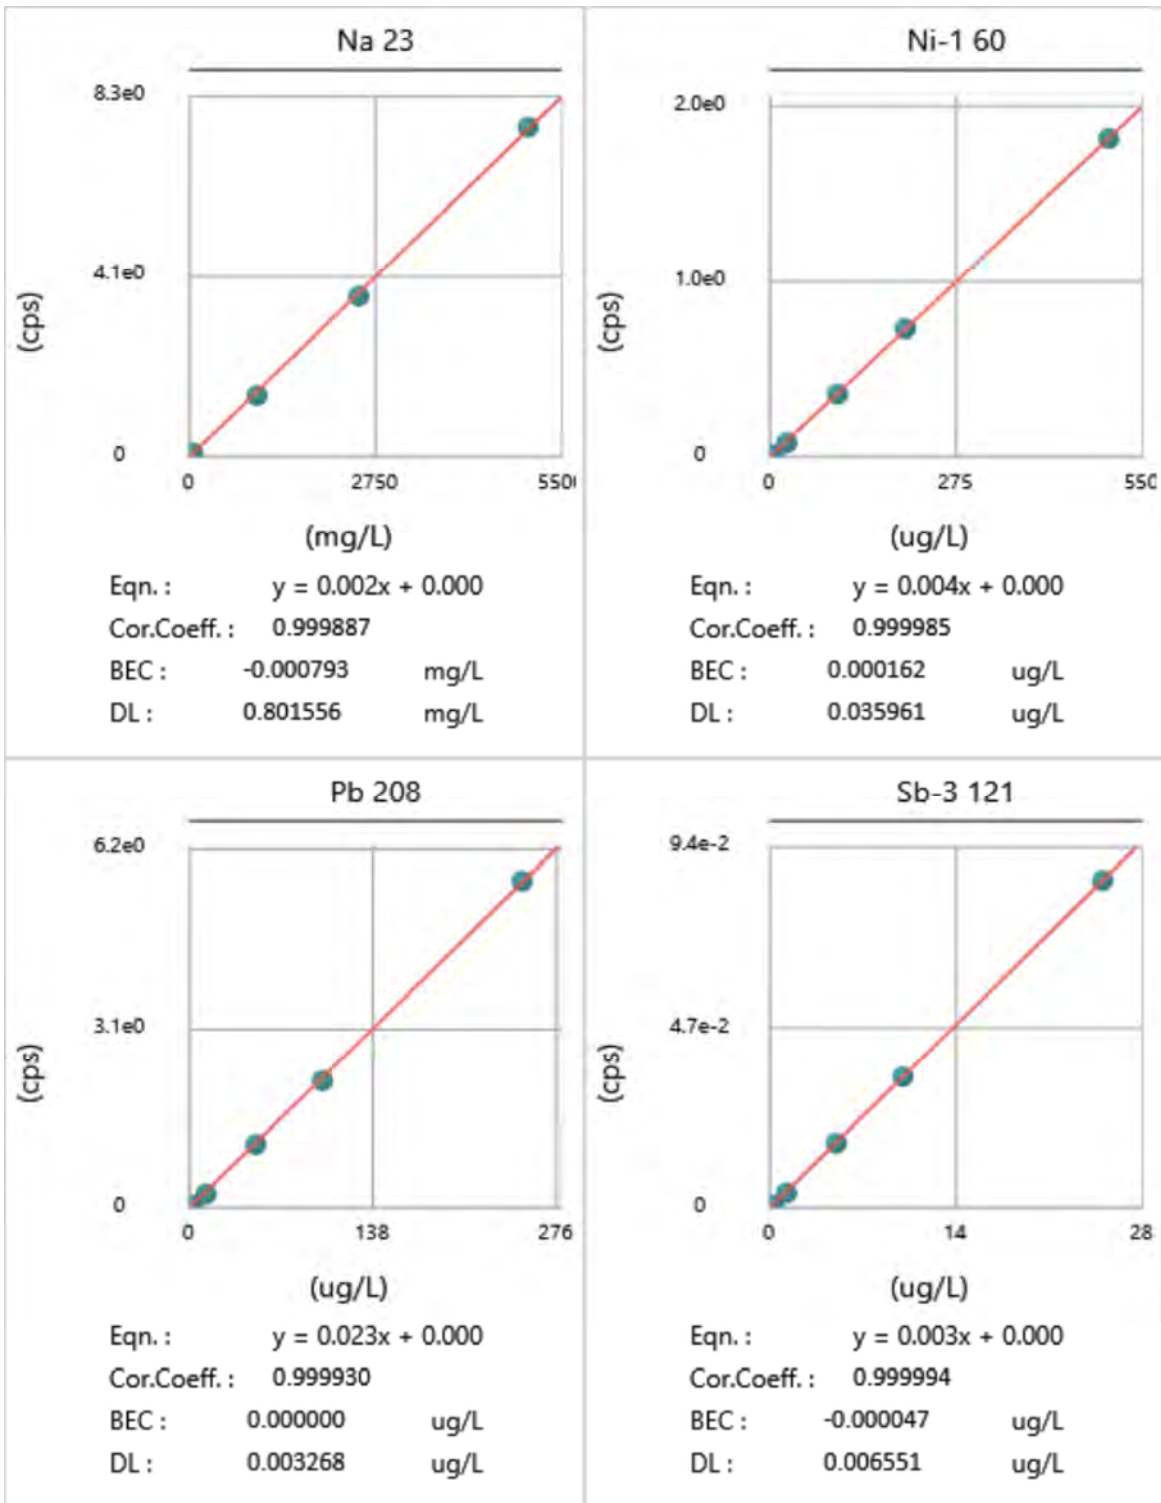 Na 23
8.3e0
4.1e0
0
0 2750 550
(cps)
(mg/L)
Eqn. : y = 0.002x + 0.000
Cor.Coeff. : 0.999887
BEC : -0.000793 mg/L
DL : 0.801556 mg/L
Ni-1 60
2.0e0
1.0e0
0
0 275 550
(cps)
(ug/L)
Eqn. : y = 0.004x + 0.000
Cor.Coeff. : 0.999985
BEC : 0.000162 ug/L
DL : 0.035961 ug/L
Pb 208
6.2e0
3.1e0
0
0 138 276
(cps)
(ug/L)
Eqn. : y = 0.023x + 0.000
Cor.Coeff. : 0.999930
BEC : 0.000000 ug/L
DL : 0.003268 ug/L
Sb-3 121
9.4e-2
4.7e-2
0
0 14 28
(cps)
(ug/L)
Eqn. : y = 0.003x + 0.000
Cor.Coeff. : 0.999994
BEC : -0.000047 ug/L
DL : 0.006551 ug/L